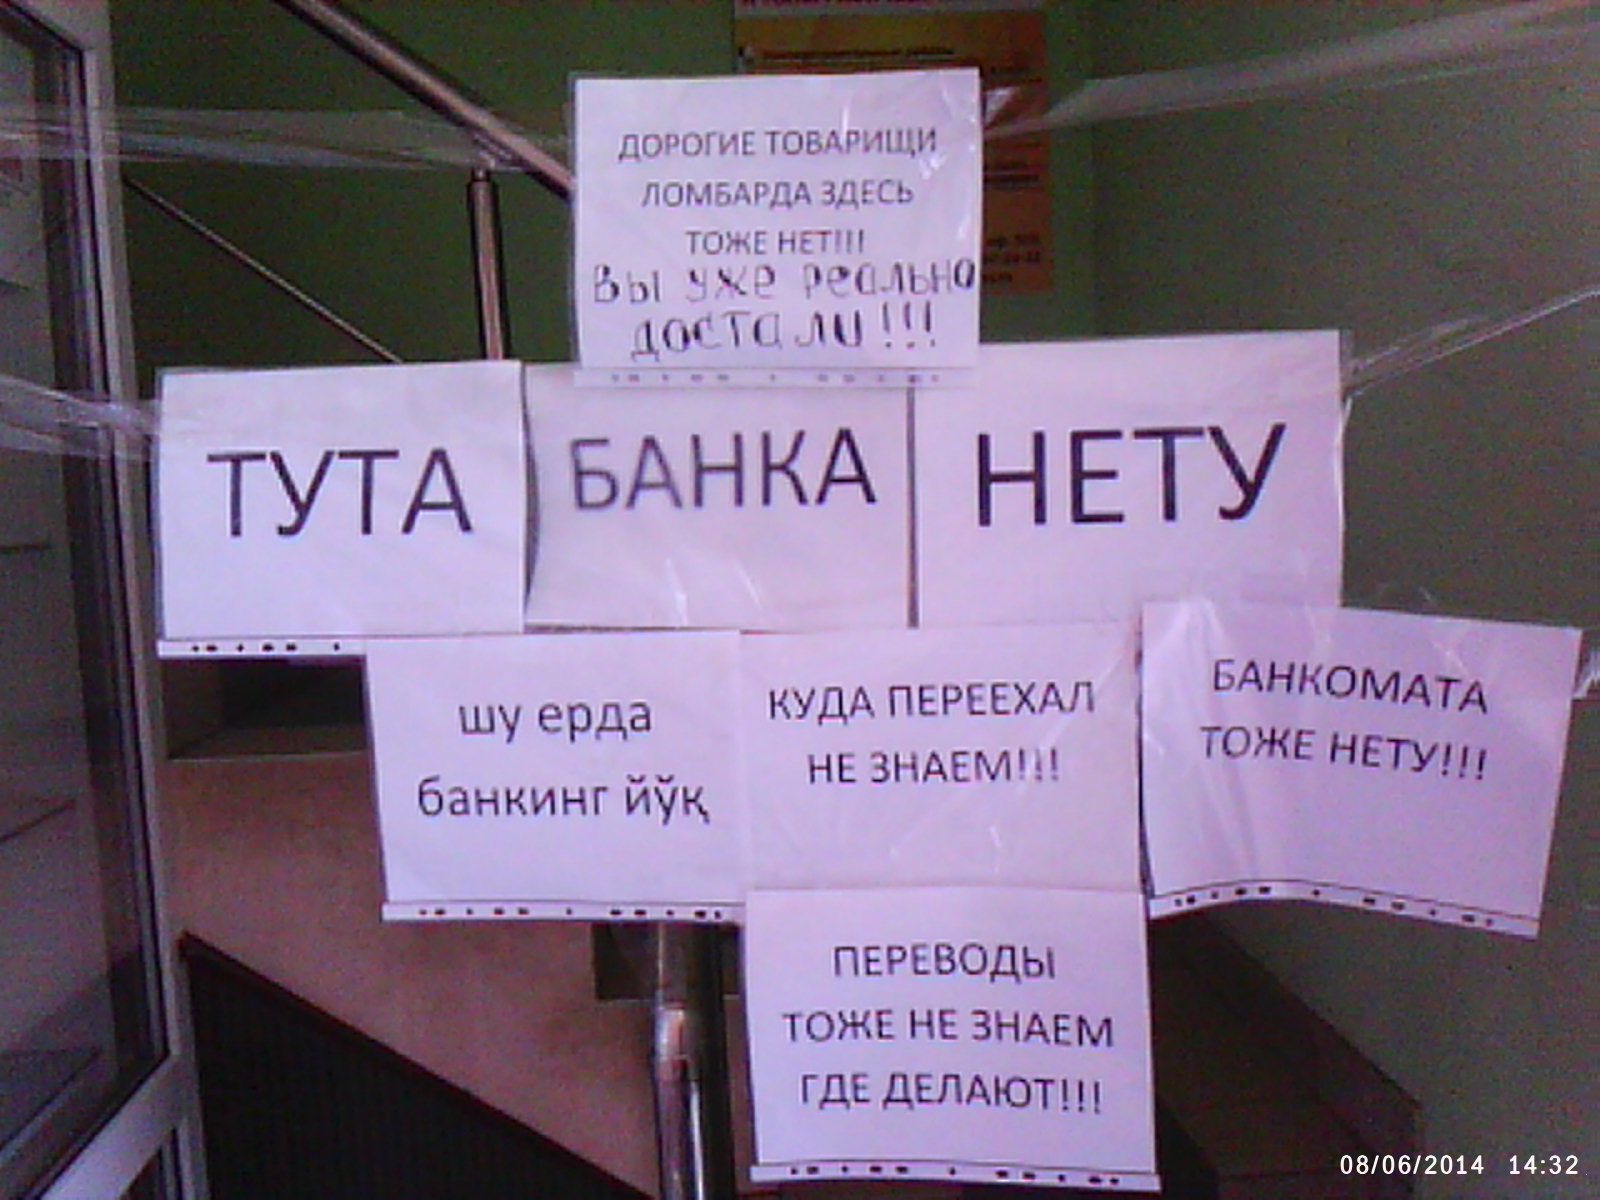 ДОРОГИЕ ТОВАРИЩИ
ЛОМБАРДА ЗДЕСЬ
ТОЖЕ НЕТ!!!
ВЫ УЖЕ реально
достали!!!
ТУТА БАНКА НЕТУ
шу ерда
банкинг йўқ
КУДА ПЕРЕЕХАЛ
НЕ ЗНАЕМ!!!
БАНКОМАТА
ТОЖЕ НЕТУ!!!
ПЕРЕВОДЫ
ТОЖЕ НЕ ЗНАЕМ
ГДЕ ДЕЛАЮТ!!!
08/06/2014 14:32